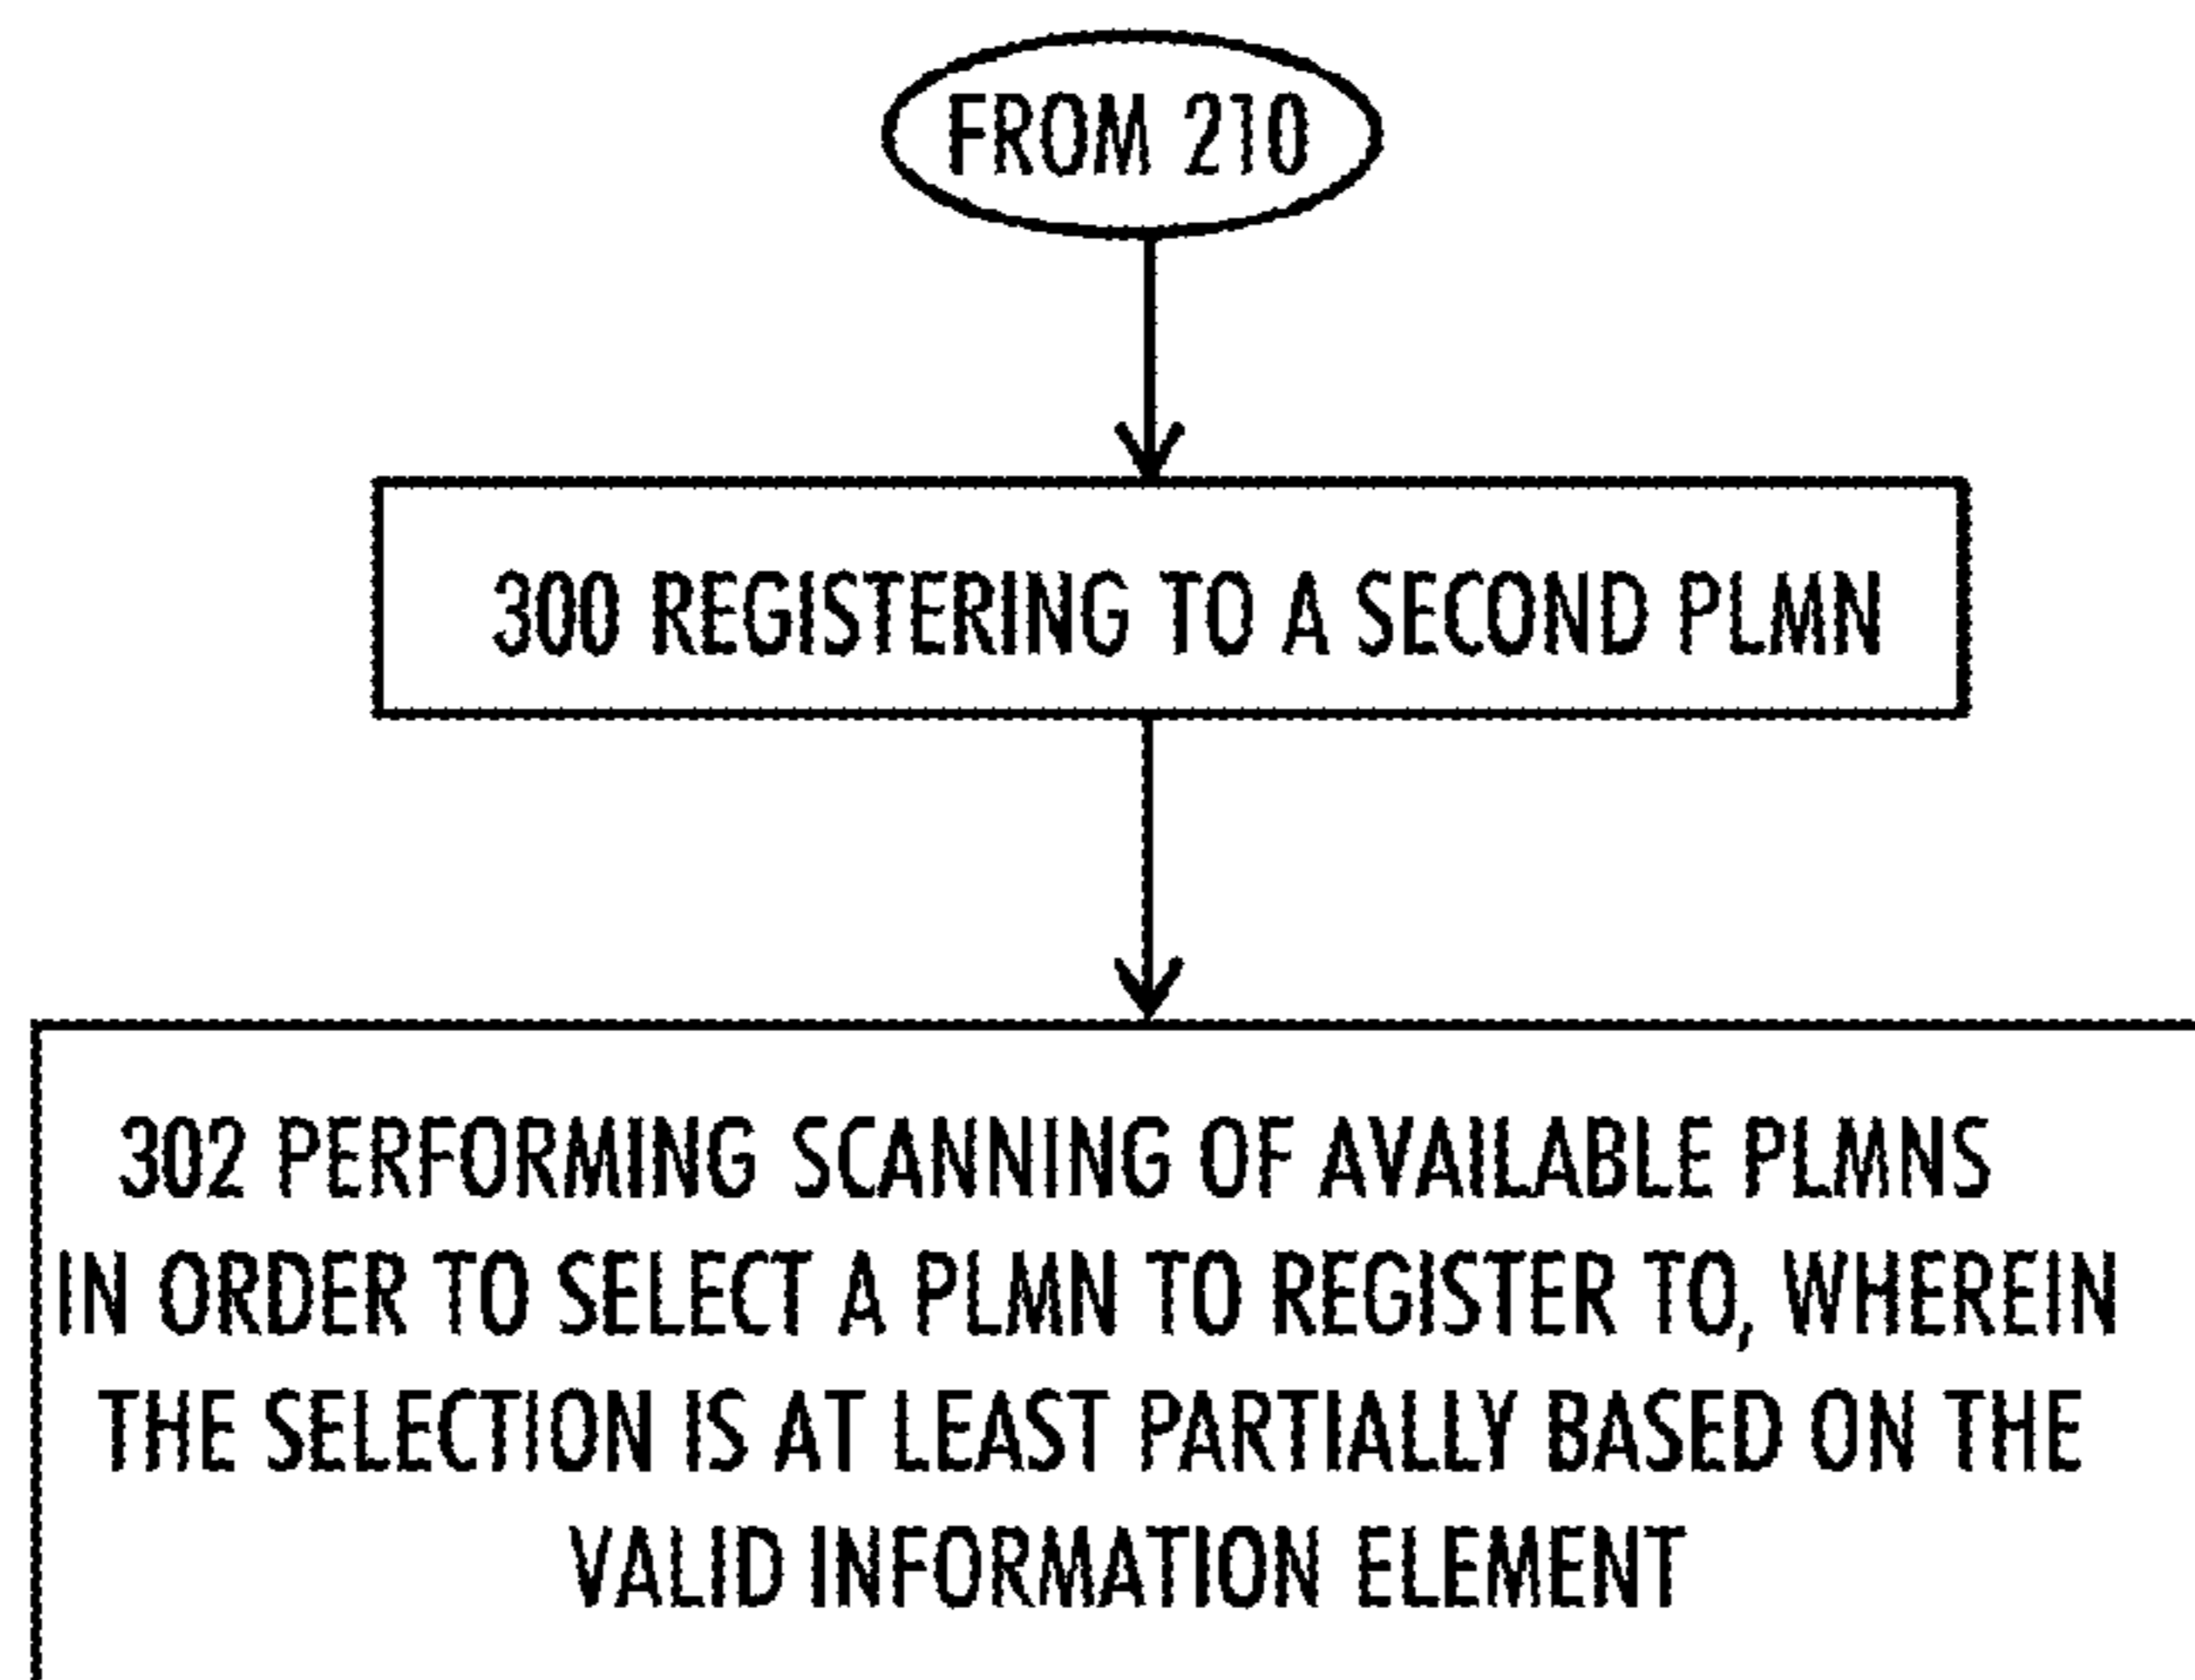 FROM 210
300 REGISTERING TO A SECOND PLMN
302 PERFORMING SCANNING OF AVAILABLE PLMNS
IN ORDER TO SELECT A PLMN TO REGISTER TO, WHEREIN
THE SELECTION IS AT LEAST PARTIALLY BASED ON THE
VALID INFORMATION ELEMENT